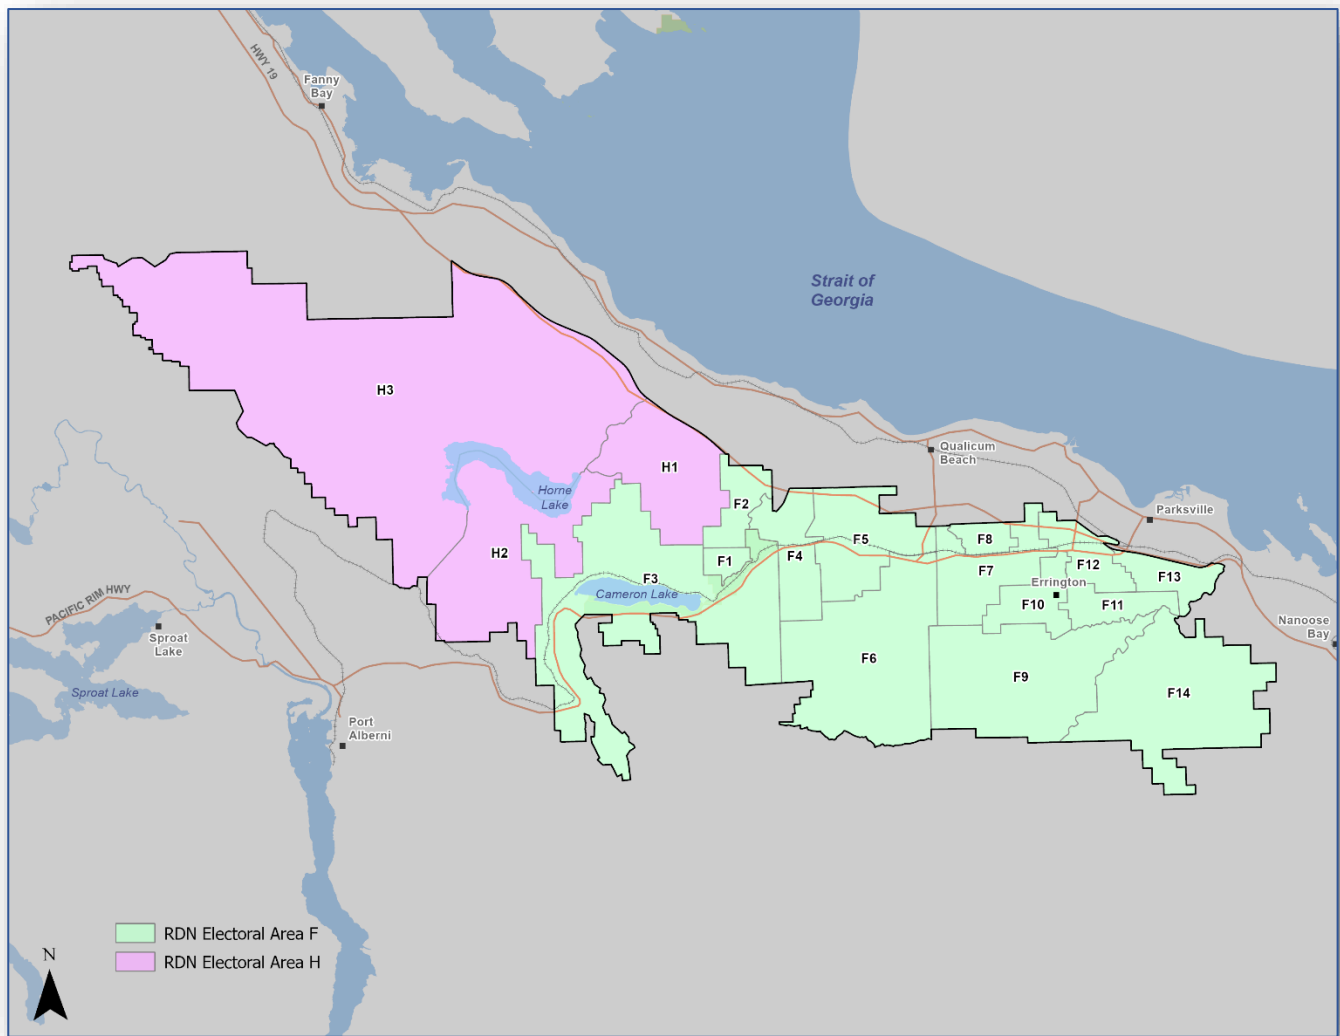 HWY 19
Fanny
Bay
Strait of
Georgia
H3
H1
Qualicum
Beach
Horne
Lake
F2
Parksville
F5
F8
H2
F4
F1
F7
F12
F3
Errington
F13
Cameron Lake
F10
F11
PACIFIC RIM HWY
Sproat
Lake
Nanoose
Bay
F6
F9
Sproat Lake
F14
Port
Alberni
RDN Electoral Area F
RDN Electoral Area H
N